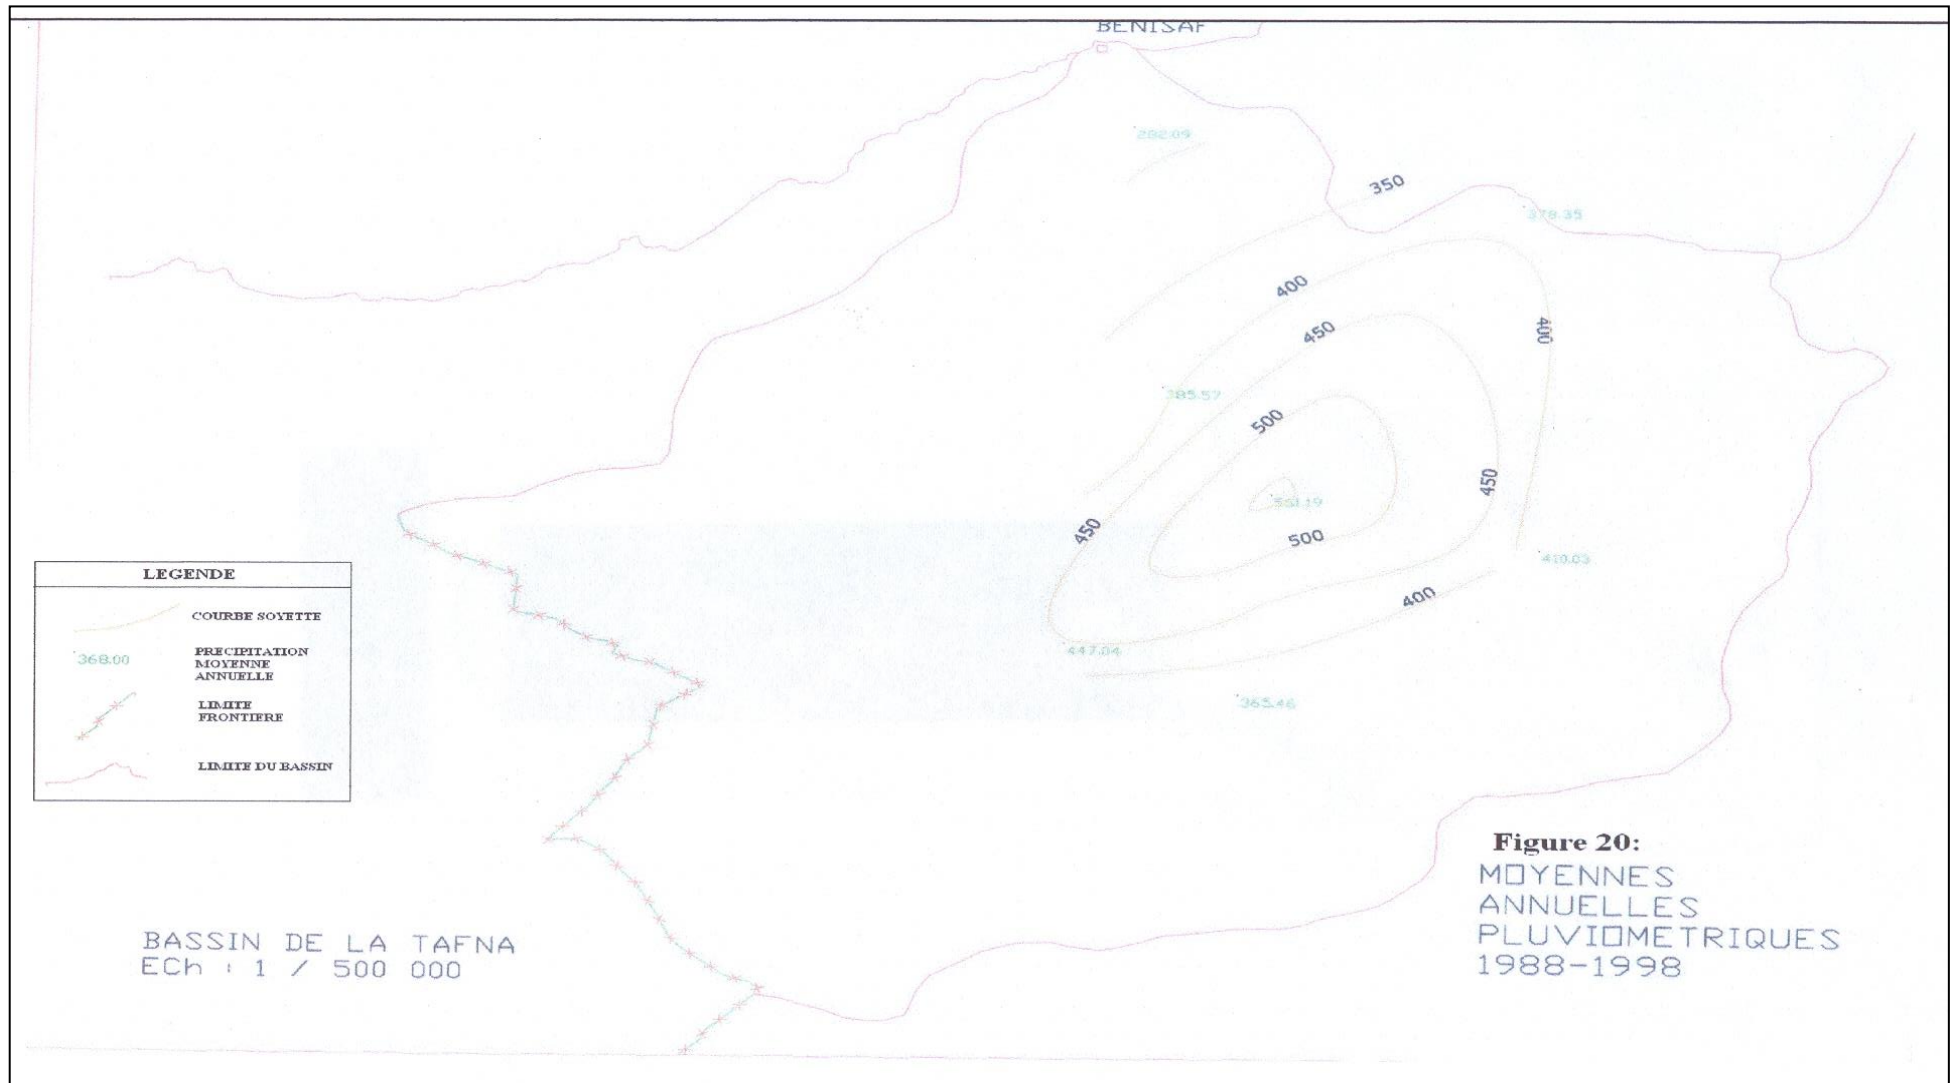 BENISAF
282.09
350
378.35
400
450
400
385.57
500
450
450
551.19
500
410.03
400
447.04
365.46
LEGENDE
COURBE SOYETTE
368.00
PRECIPITATION
MOYENNE
ANNUELLE
LIMITE
FRONTIERE
LIMITE DU BASSIN
BASSIN DE LA TAFNA
ECh : 1 / 500 000
Figure 20:
MOYENNES
ANNUELLES
PLUVIOMETRIQUES
1988-1998